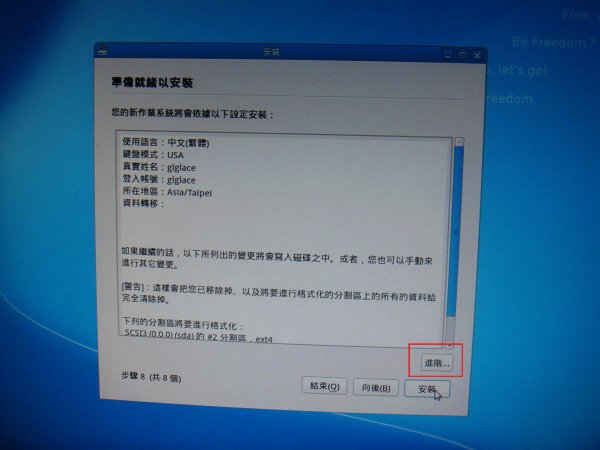 Free,
Be Freedom ?
, let's go!
reedom
安裝
準備就緒以安裝
您的新作業系統將會依據以下設定安裝：
使用語言：中文(繁體)
鍵盤模式：USA
真實姓名：glglace
登入帳號：glglace
所在地區：Asia/Taipei
資料轉移：
如果繼續的話，以下所列出的變更將會寫入磁碟之中。或者，您也可以手動來
進行其它變更。
[警告]：這樣會把您已移除掉、以及將要進行格式化的分割區上的所有的資料給
完全清除掉。
下列的分割區將要進行格式化：
SCSI3 (0,0,0) (sda) 的 #2 分割區，ext4
進階...
步驟 8 (共 8 個)
結束(Q)
向後(B)
安裝